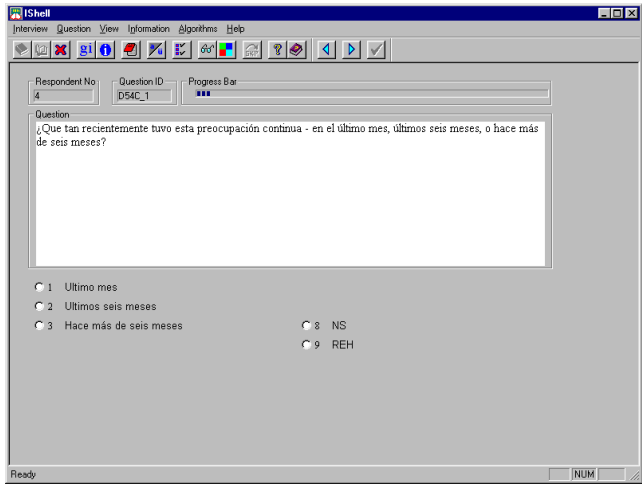 IShell
Interview Question View Information Algorithms Help
gi
SKIP
Respondent No
Question ID
Progress Bar
4
D54C_1
Question
¿Que tan recientemente tuvo esta preocupación continua - en el último mes, últimos seis meses, o hace más
de seis meses?
1 Ultimo mes
2 Ultimos seis meses
3 Hace más de seis meses
8 NS
9 REH
Ready
NUM